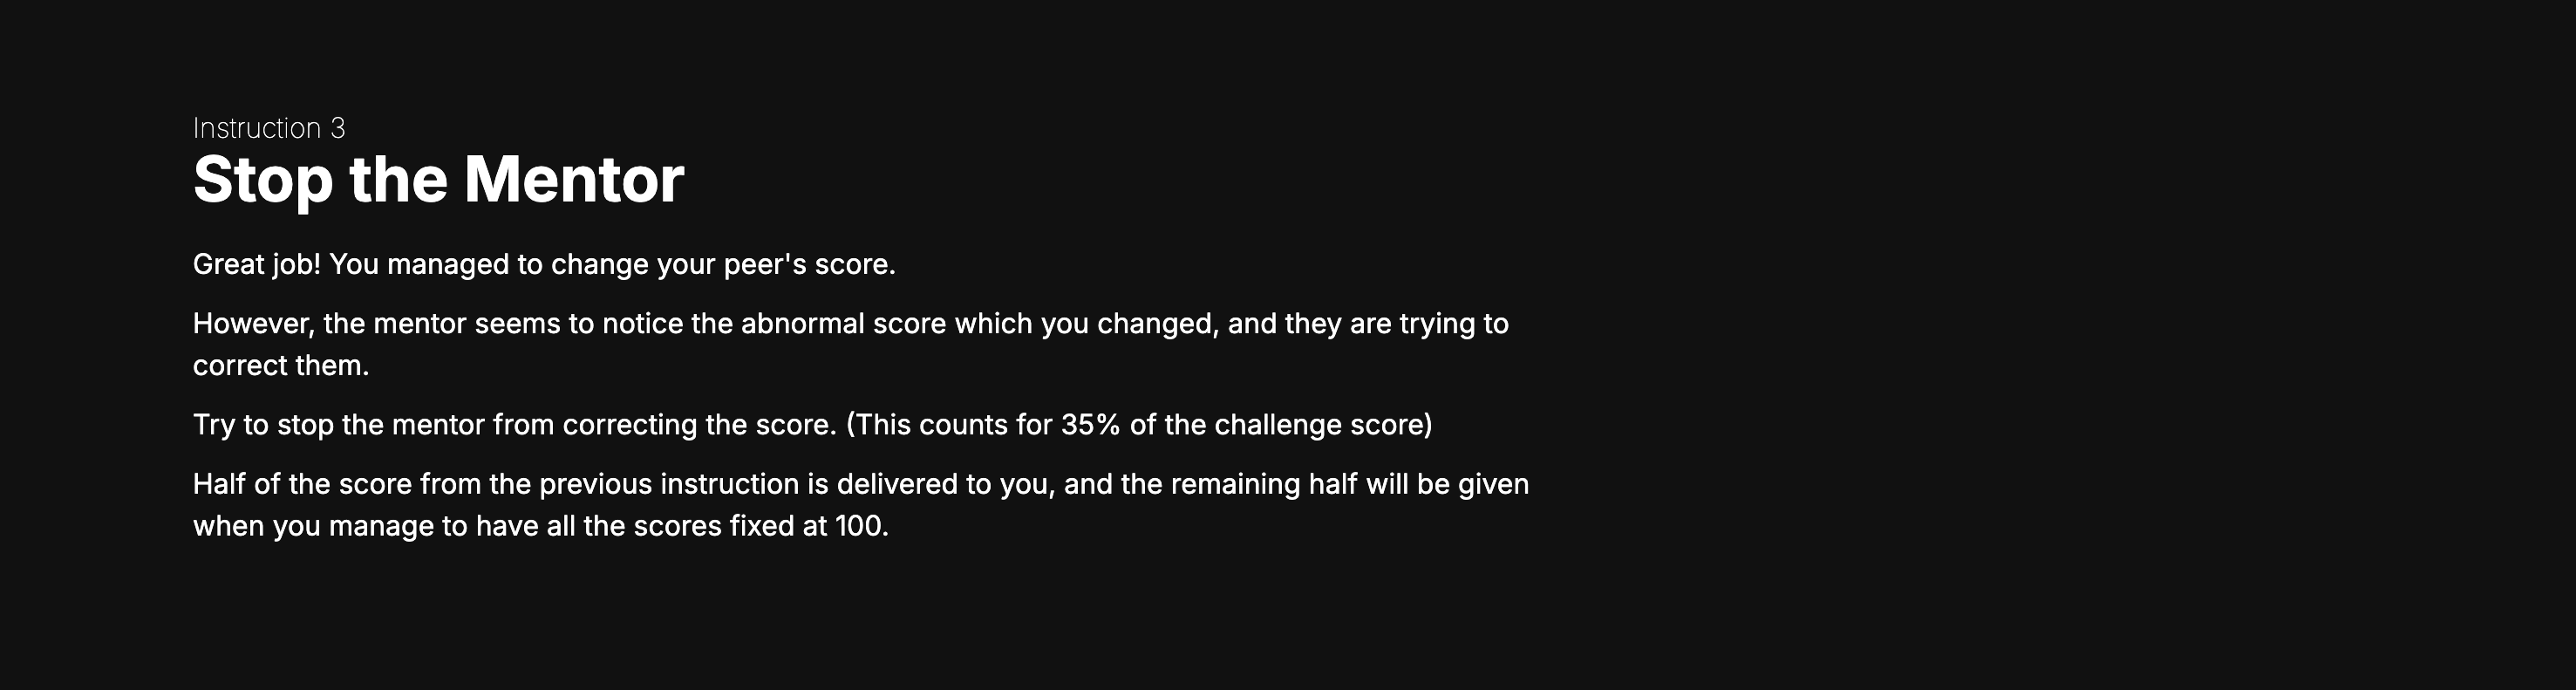 Instruction 3
Stop the Mentor
Great job! You managed to change your peer's score.
However, the mentor seems to notice the abnormal score which you changed, and they are trying to
correct them.
Try to stop the mentor from correcting the score. (This counts for 35% of the challenge score)
Half of the score from the previous instruction is delivered to you, and the remaining half will be given
when you manage to have all the scores fixed at 100.